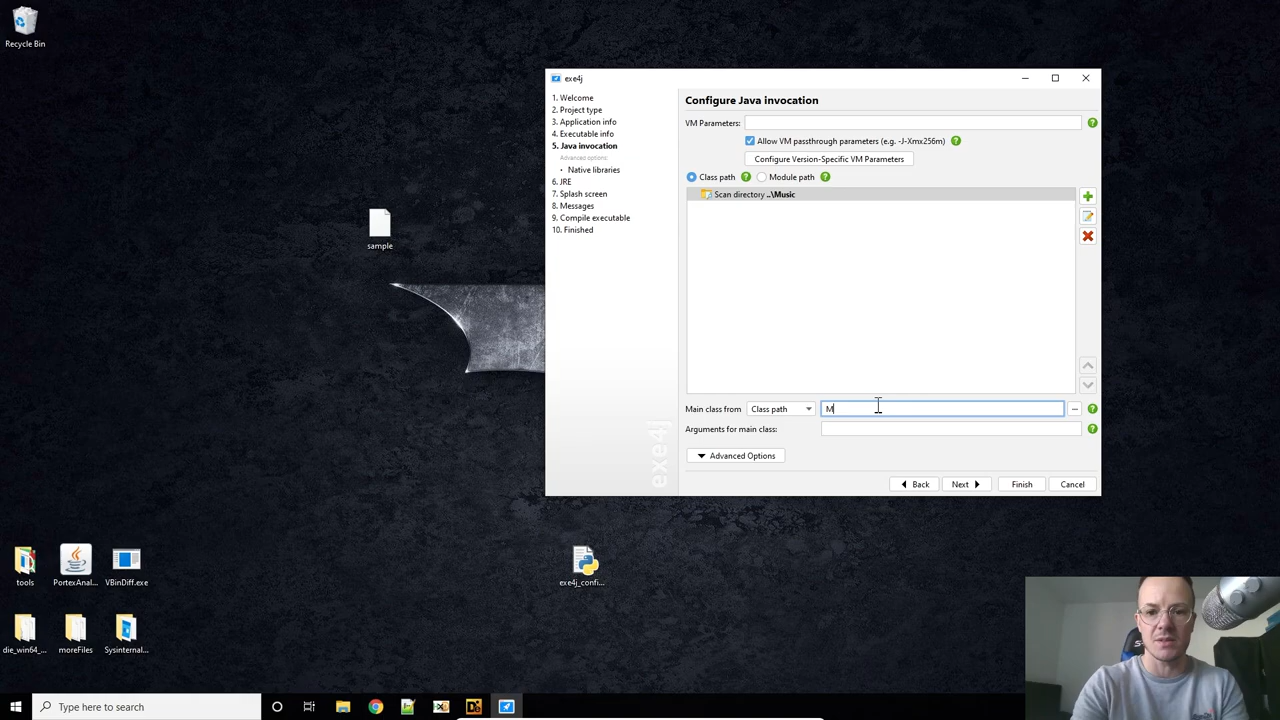 Recycle Bin
sample
tools
PortexAnal...
VBinDiff.exe
die_win64_...
moreFiles
Sysinternal...
exe4j_confi...
exe4j
1. Welcome
2. Project type
3. Application info
4. Executable info
5. Java invocation
Advanced options:
• Native libraries
6. JRE
7. Splash screen
8. Messages
9. Compile executable
10. Finished
exe4j
Configure Java invocation
VM Parameters:
Allow VM passthrough parameters (e.g. -J-Xmx256m)
Configure Version-Specific VM Parameters
Class path
Module path
Scan directory ..\Music
Main class from
Class path
M
...
Arguments for main class:
Advanced Options
Back
Next
Finish
Cancel
Type here to search